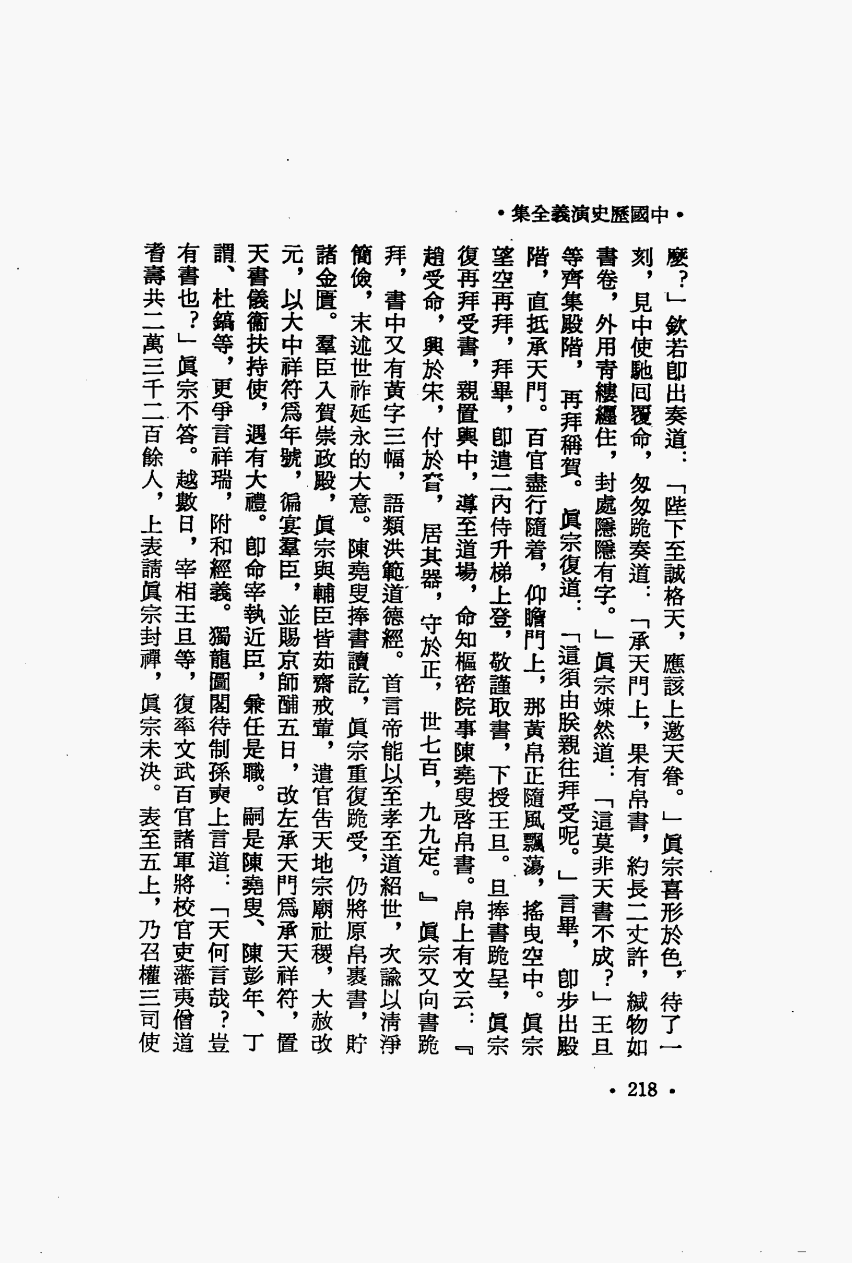 •中國歷史演義全集•
麼?」欽若卽出奏道:「陛下至誠格天,應該上邀天眷。」眞宗喜形於色,待了一
刻,見中使馳囘覆命,匆匆跪奏道:「承天門上,果有帛書,約長二丈許,緘物如
書卷,外用靑縷纏住,封處隱隱有字。」眞宗竦然道:「這莫非天書不成?」王旦
等齊集殿階,再拜稱賀。眞宗復道:「這須由朕親往拜受呢。」言畢,卽步出殿
階,直抵承天門。百官盡行隨着,仰瞻門上,那黃帛正隨風飄蕩,搖曳空中。眞宗
望空再拜,拜畢,卽遣二內侍升梯上登,敬謹取書,下授王旦。旦捧書跪呈,眞宗
復再拜受書,親置輿中,導至道場,命知樞密院事陳堯叟啓帛書。帛上有文云:『
趙受命,興於宋,付於眘,居其器,守於正,世七百,九九定。』眞宗又向書跪
拜,書中又有黃字三幅,語類洪範道德經。首言帝能以至孝至道紹世,次諭以淸淨
簡儉,末述世祚延永的大意。陳堯叟捧書讀訖,眞宗重復跪受,仍將原帛裹書,貯
諸金匱。羣臣入賀崇政殿,眞宗與輔臣皆茹齋戒葷,遣官告天地宗廟社稷,大赦改
元,以大中祥符爲年號,徧宴羣臣,並賜京師酺五日,改左承天門爲承天祥符,置
天書儀衞扶持使,遇有大禮。卽命宰執近臣,兼任是職。嗣是陳堯叟、陳彭年、丁
謂、杜鎬等,更爭言祥瑞,附和經義。獨龍圖閣待制孫奭上言道:「天何言哉?豈
有書也?」眞宗不答。越數日,宰相王旦等,復率文武百官諸軍將校官吏藩夷僧道
耆壽共二萬三千二百餘人,上表請眞宗封禪,眞宗未決。表至五上,乃召權三司使
•218•